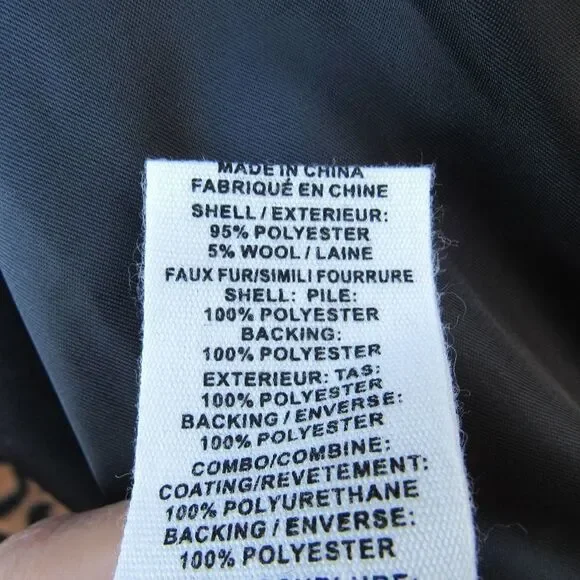 MADE IN CHINA
FABRIQUÉ EN CHINE
SHELL / EXTERIEUR:
95% POLYESTER
5% WOOL / LAINE
FAUX FUR/SIMILI FOURRURE
SHELL: PILE:
100% POLYESTER
BACKING:
100% POLYESTER
EXTERIEUR: TAS:
100% POLYESTER
BACKING / ENVERSE:
100% POLYESTER
COMBO/COMBINE:
COATING/REVETEMENT:
100% POLYURETHANE
BACKING / ENVERSE:
100% POLYESTER